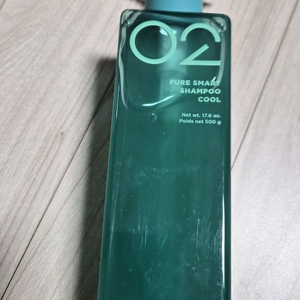 02
PURE SMART
SHAMPOO
COOL
Net wt. 17.6 oz.
Poids net 500 g